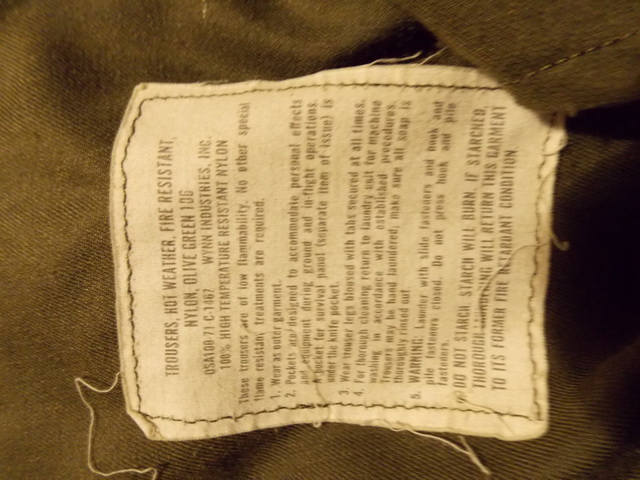 TROUSERS, HOT WEATHER, FIRE RESISTANT,
NYLON, OLIVE GREEN 106
DSA100-71-C-1467 WYNN INDUSTRIES, INC.
100% HIGH TEMPERATURE RESISTANT NYLON
These trousers are of low flammability. No other special
flame resistant treatments are required.
1. Wear as outer garment.
2. Pockets are designed to accommodate personal effects
and equipment during ground and in-flight operations.
A pocket for survival panel (separate item of issue) is
under the knife pocket.
3. Wear trouser legs bloused with tabs secured at all times.
4. For thorough cleaning return to laundry unit for machine
washing in accordance with established procedures.
Trousers may be hand laundered, make sure all soap is
thoroughly rinsed out.
5. WARNING: Launder with slide fasteners and hook and
pile fasteners closed. Do not press hook and pile
fasteners.
DO NOT STARCH. STARCH WILL BURN. IF STARCHED,
THOROUGH LAUNDERING WILL RETURN THIS GARMENT
TO ITS FORMER FIRE RETARDANT CONDITION.